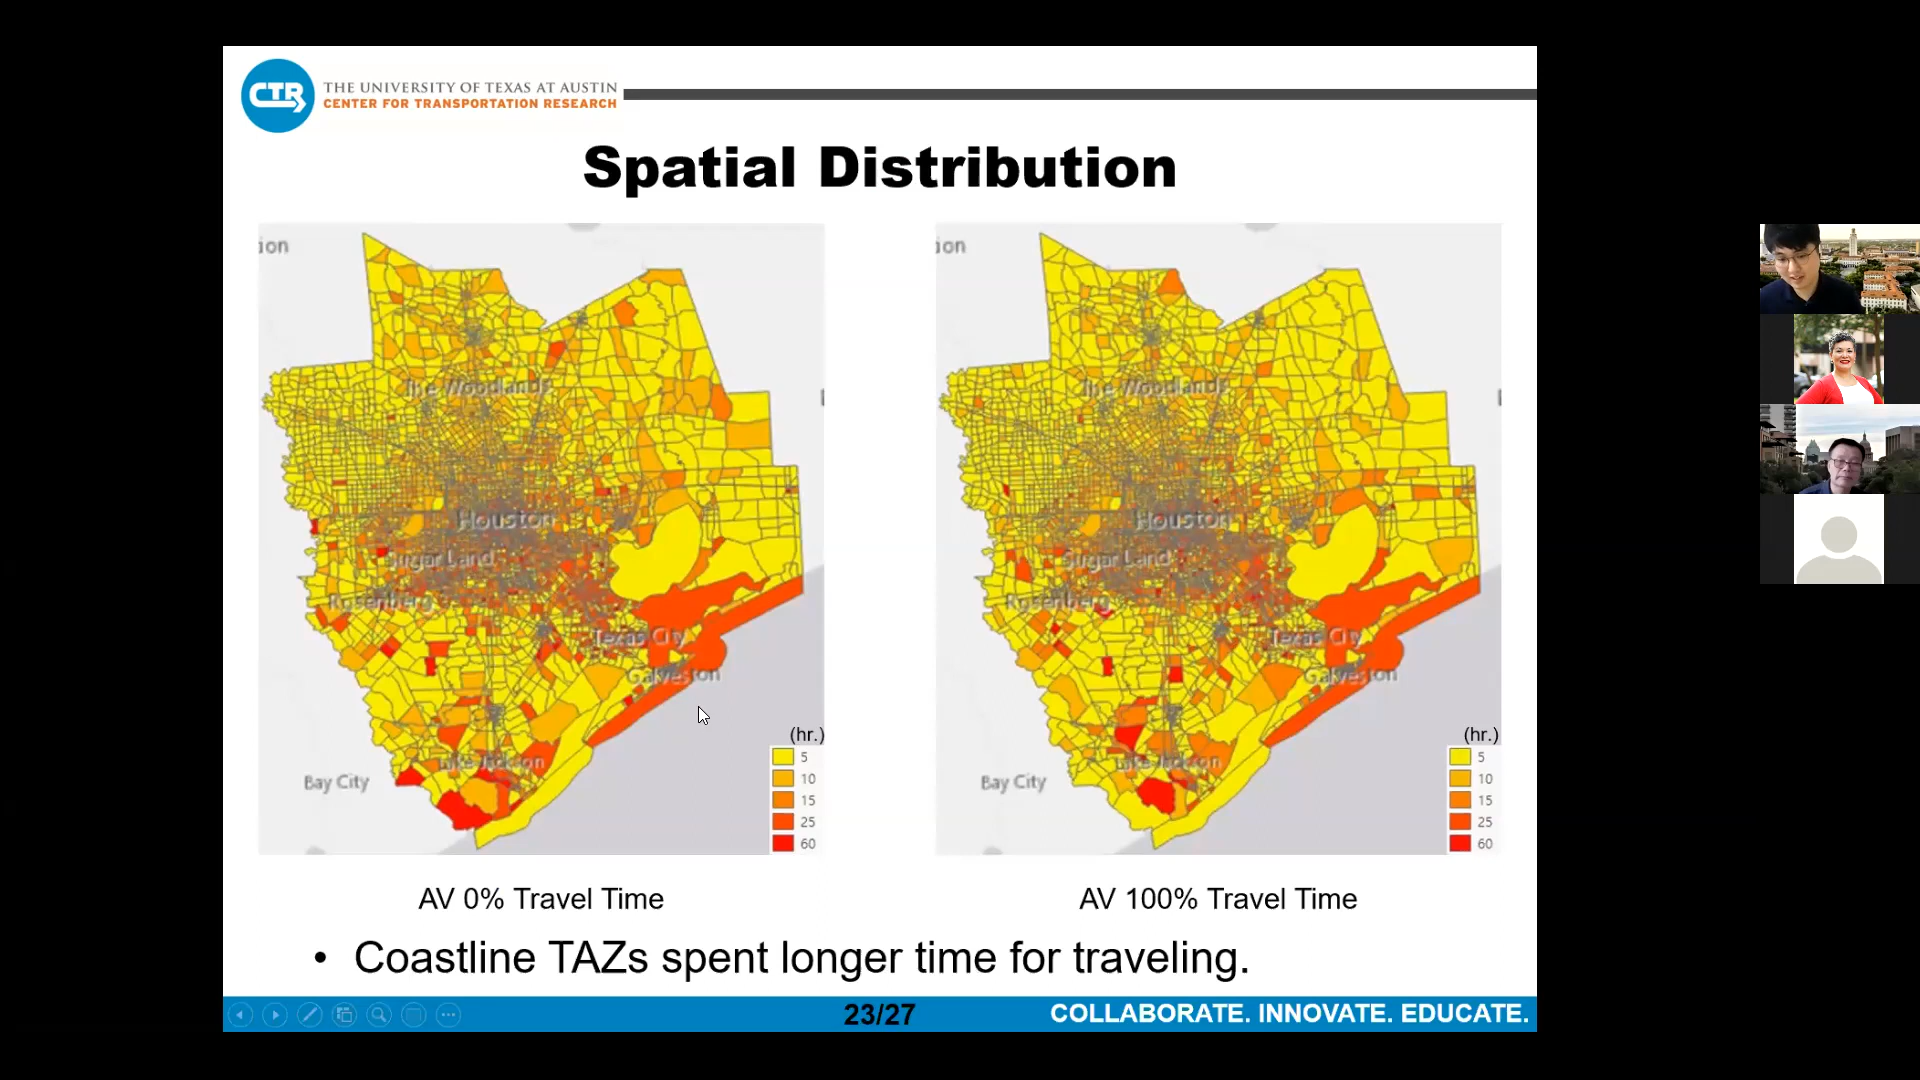 CTR
THE UNIVERSITY OF TEXAS AT AUSTIN
CENTER FOR TRANSPORTATION RESEARCH
Spatial Distribution
ion
The Woodlands
Houston
Sugar Land
Rosenberg
Texas City
Galveston
Lake Jackson
Bay City
(hr.)
5
10
15
25
60
ion
The Woodlands
Houston
Sugar Land
Rosenberg
Texas City
Galveston
Lake Jackson
Bay City
(hr.)
5
10
15
25
60
AV 0% Travel Time
AV 100% Travel Time
• Coastline TAZs spent longer time for traveling.
23/27
COLLABORATE. INNOVATE. EDUCATE.